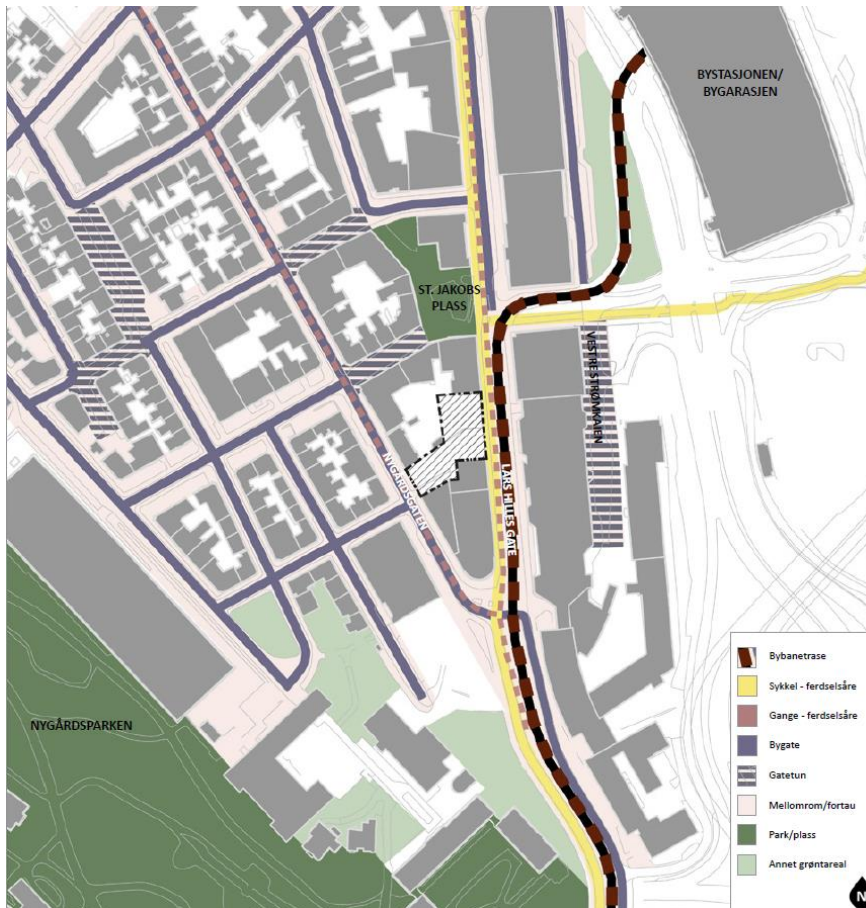 BYSTASJONEN/
BYGARASJEN
ST. JAKOBS
PLASS
VESTRE STRØMKAIEN
NYGÅRDSGATEN
LARS HILLES GATE
NYGÅRDSPARKEN
Bybanetrase
Sykkel - ferdselsåre
Gange - ferdselsåre
Bygate
Gatetun
Mellomrom/fortau
Park/plass
Annet grøntareal
N